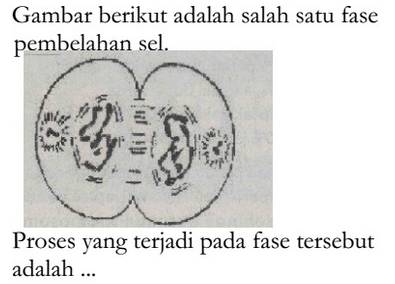 Gambar berikut adalah salah satu fase
pembelahan sel.
Proses yang terjadi pada fase tersebut
adalah ...